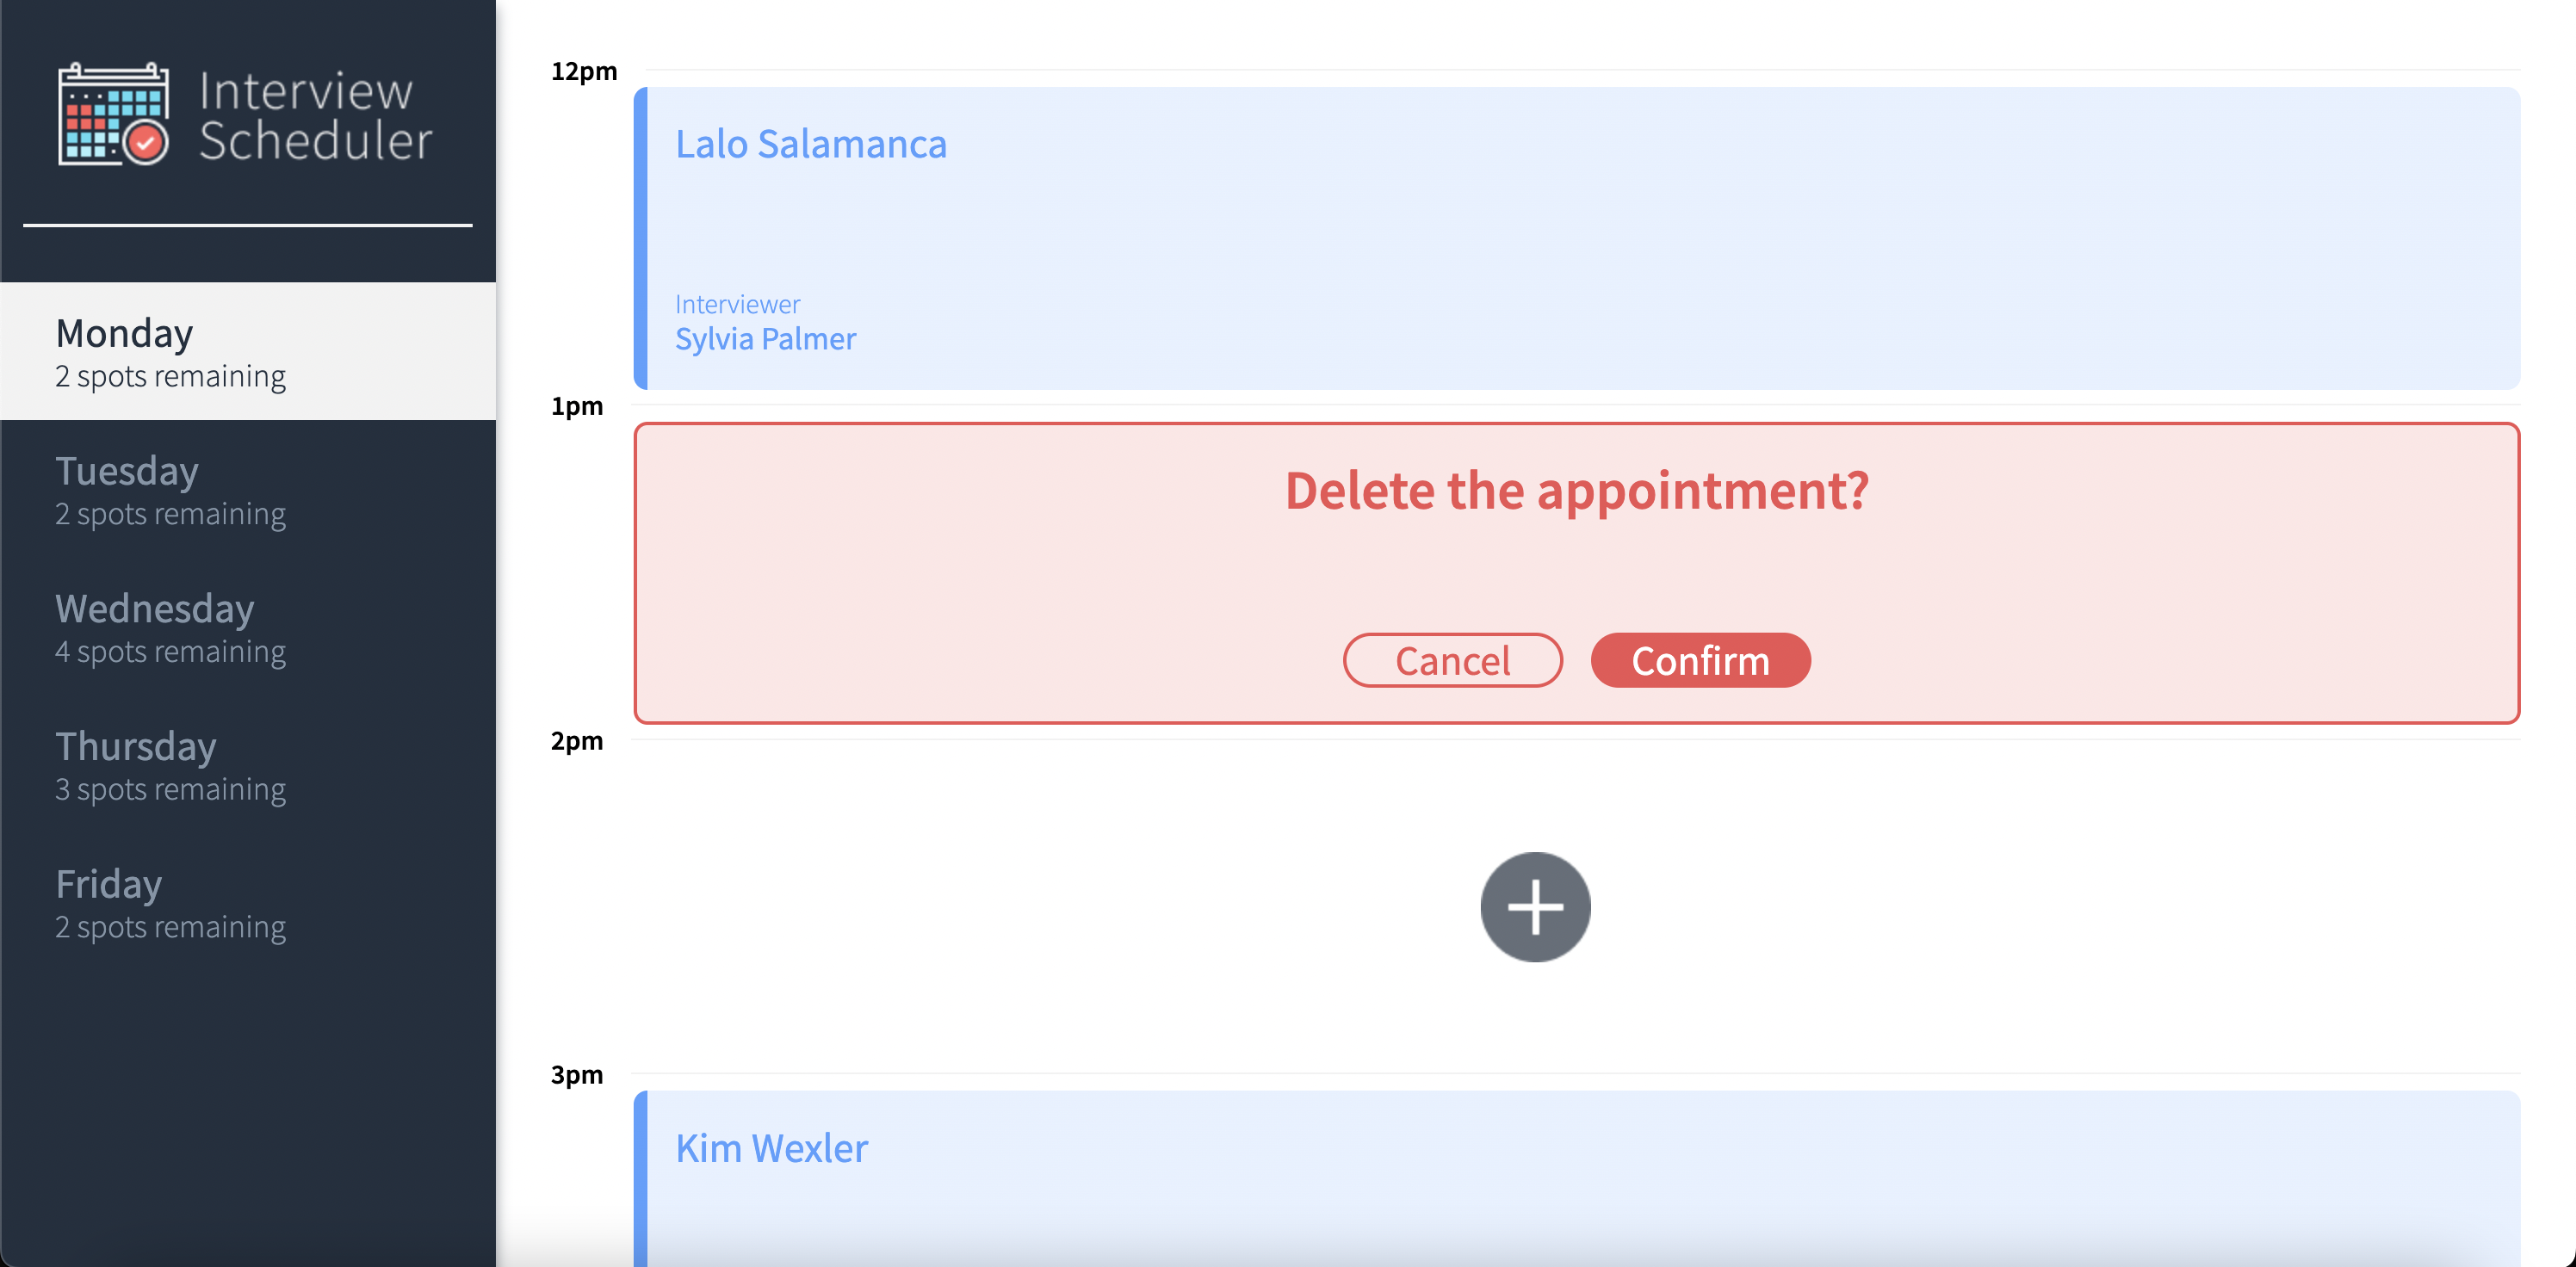 Interview
Scheduler
Monday
2 spots remaining
Tuesday
2 spots remaining
Wednesday
4 spots remaining
Thursday
3 spots remaining
Friday
2 spots remaining
12pm
Lalo Salamanca
Interviewer
Sylvia Palmer
1pm
Delete the appointment?
Cancel Confirm
2pm
3pm
Kim Wexler